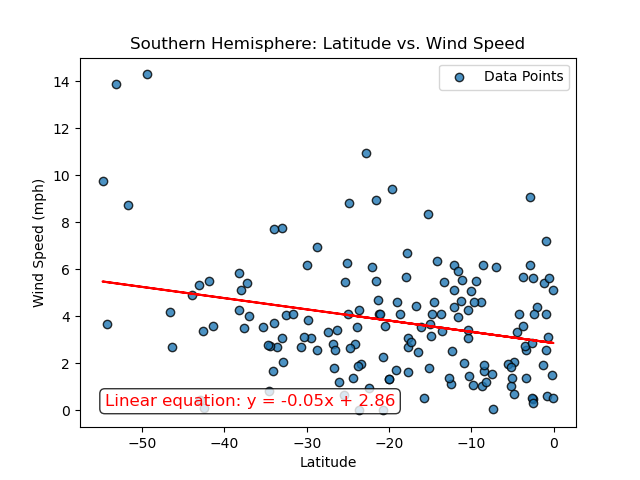 Southern Hemisphere: Latitude vs. Wind Speed
Data Points
14
12
10
8
6
4
2
0
Wind Speed (mph)
Linear equation: y = -0.05x + 2.86
−50
−40
−30
−20
−10
0
Latitude